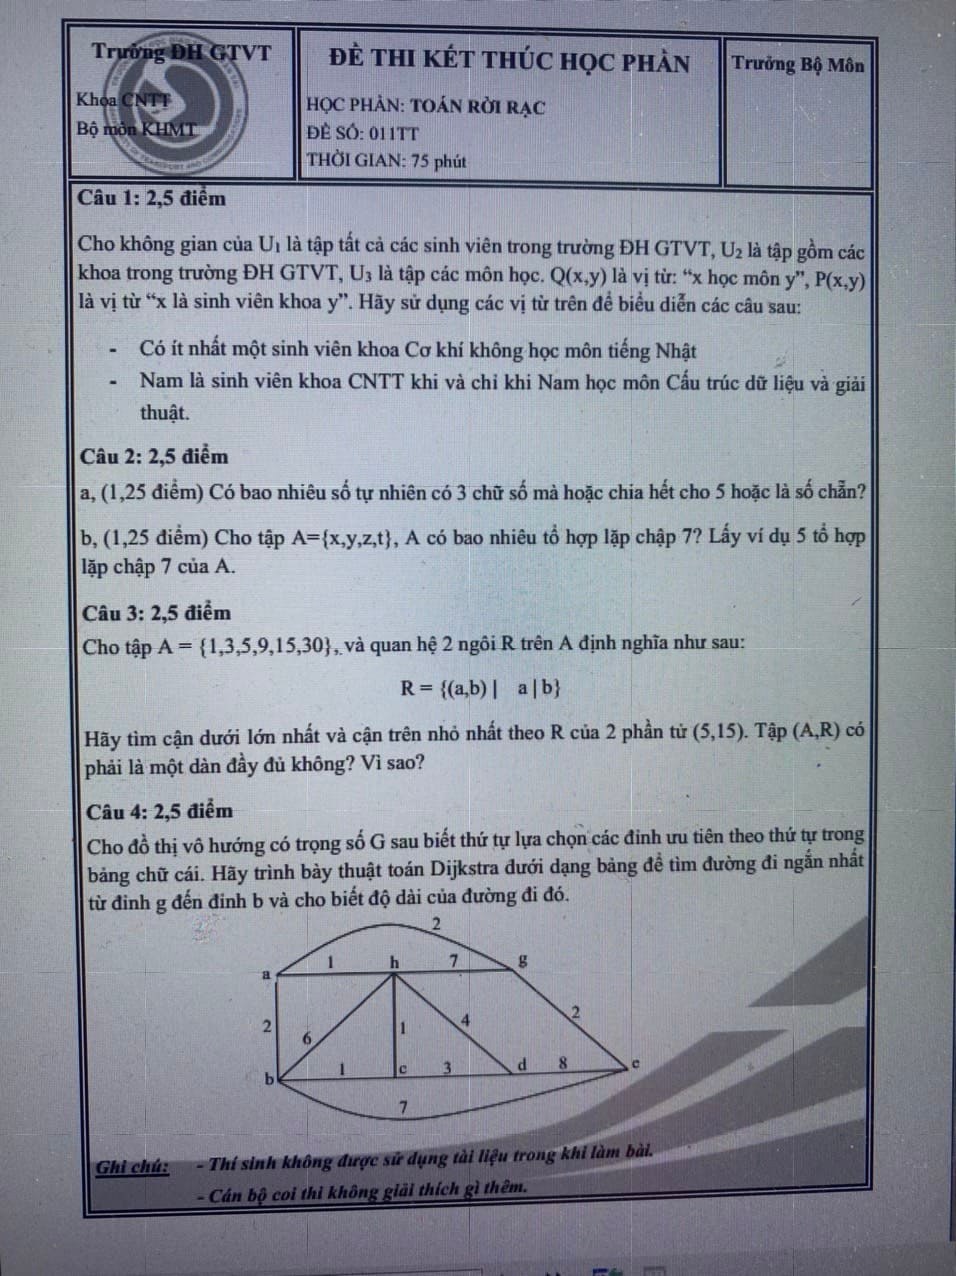 Trường ĐH GTVT
Khoa CNTT
Bộ môn KHMT
ĐỀ THI KẾT THÚC HỌC PHẦN
HỌC PHẦN: TOÁN RỜI RẠC
ĐỀ SỐ: 011TT
THỜI GIAN: 75 phút
Trưởng Bộ Môn
Câu 1: 2,5 điểm
Cho không gian của U₁ là tập tất cả các sinh viên trong trường ĐH GTVT, U₂ là tập gồm các
khoa trong trường ĐH GTVT, U₃ là tập các môn học. Q(x,y) là vị từ: “x học môn y”, P(x,y)
là vị từ “x là sinh viên khoa y”. Hãy sử dụng các vị từ trên để biểu diễn các câu sau:
- Có ít nhất một sinh viên khoa Cơ khí không học môn tiếng Nhật
- Nam là sinh viên khoa CNTT khi và chỉ khi Nam học môn Cấu trúc dữ liệu và giải
thuật.
Câu 2: 2,5 điểm
a, (1,25 điểm) Có bao nhiêu số tự nhiên có 3 chữ số mà hoặc chia hết cho 5 hoặc là số chẵn?
b, (1,25 điểm) Cho tập A={x,y,z,t}, A có bao nhiêu tổ hợp lặp chập 7? Lấy ví dụ 5 tổ hợp
lặp chập 7 của A.
Câu 3: 2,5 điểm
Cho tập A = {1,3,5,9,15,30}, và quan hệ 2 ngôi R trên A định nghĩa như sau:
R = {(a,b) | a | b}
Hãy tìm cận dưới lớn nhất và cận trên nhỏ nhất theo R của 2 phần tử (5,15). Tập (A,R) có
phải là một dàn đầy đủ không? Vì sao?
Câu 4: 2,5 điểm
Cho đồ thị vô hướng có trọng số G sau biết thứ tự lựa chọn các đỉnh ưu tiên theo thứ tự trong
bảng chữ cái. Hãy trình bày thuật toán Dijkstra dưới dạng bảng để tìm đường đi ngắn nhất
từ đỉnh g đến đỉnh b và cho biết độ dài của đường đi đó.
2
1 h 7 g
a
2 6 1 4 2
b 1 c 3 d 8 e
7
Ghi chú: - Thí sinh không được sử dụng tài liệu trong khi làm bài.
- Cán bộ coi thi không giải thích gì thêm.